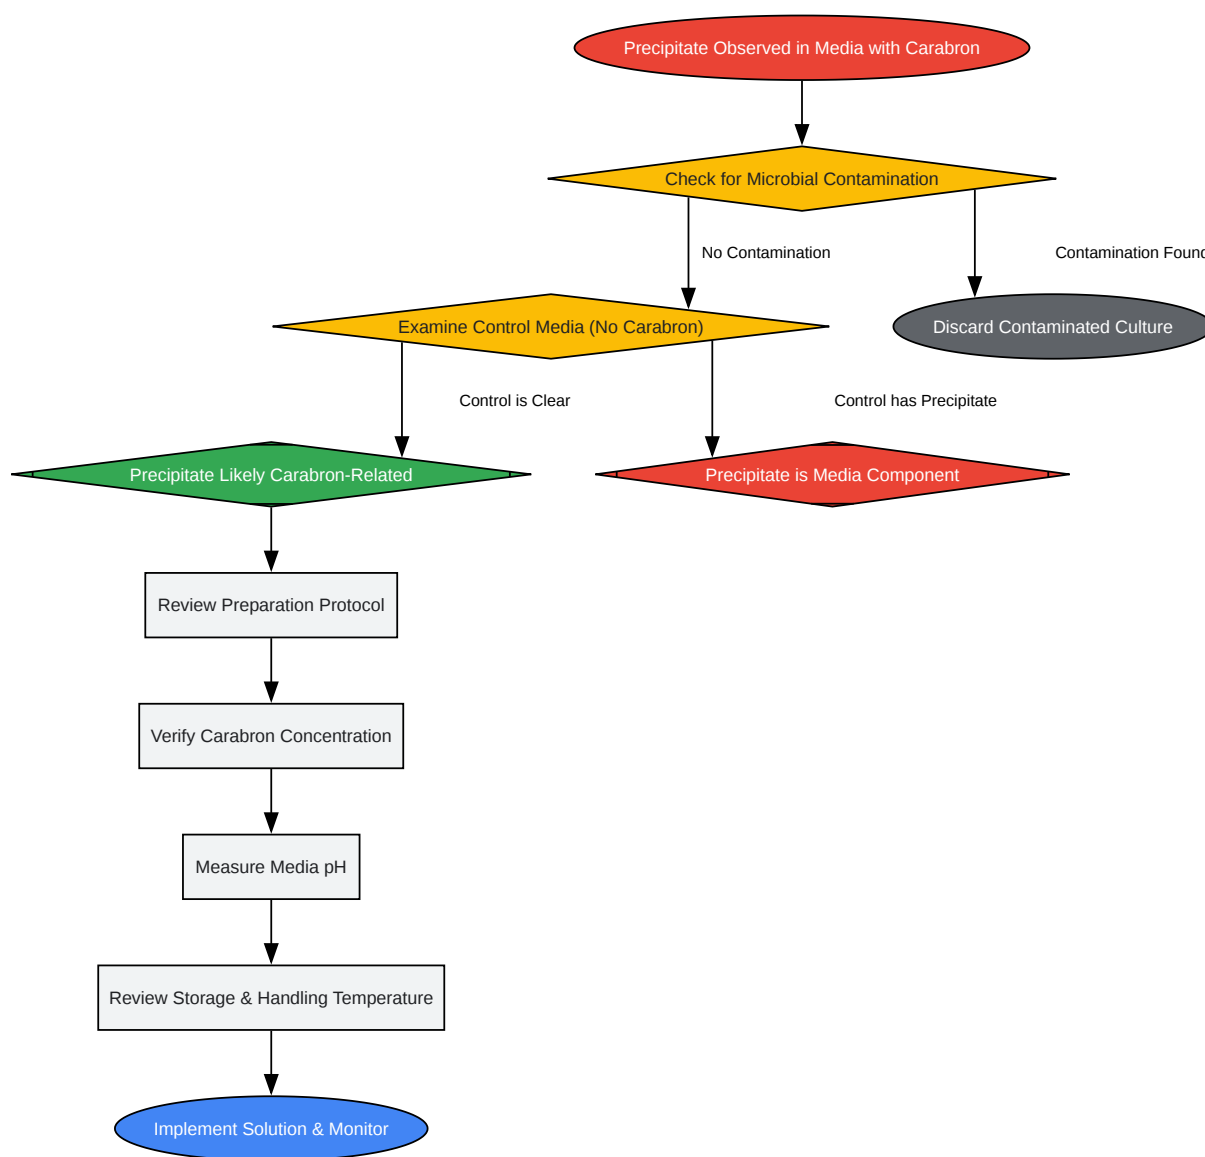 Precipitate Observed in Media with Carabron
Check for Microbial Contamination
No Contamination
Contamination Found
Examine Control Media (No Carabron)
Discard Contaminated Culture
Control is Clear
Control has Precipitate
Precipitate Likely Carabron-Related
Precipitate is Media Component
Review Preparation Protocol
Verify Carabron Concentration
Measure Media pH
Review Storage & Handling Temperature
Implement Solution & Monitor